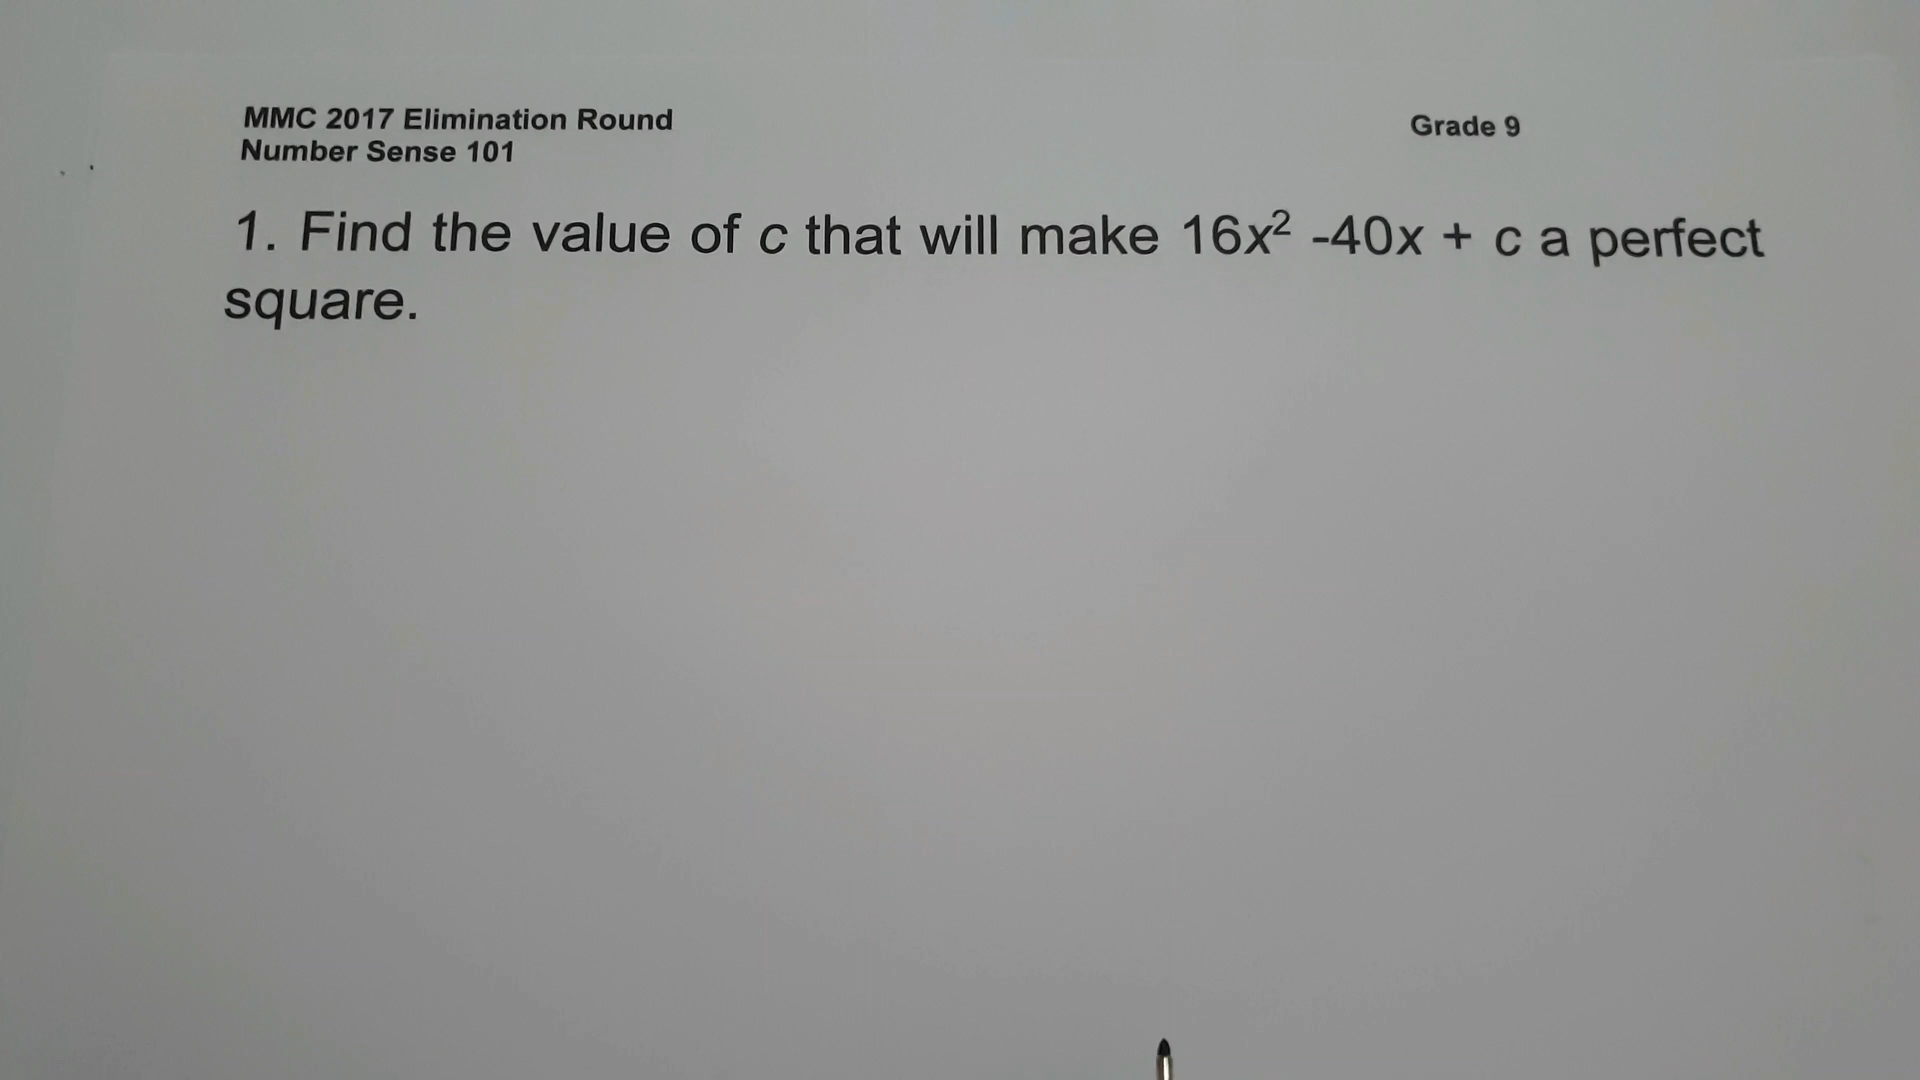 MMC 2017 Elimination Round
Grade 9
Number Sense 101
1. Find the value of c that will make 16x² -40x + c a perfect
square.